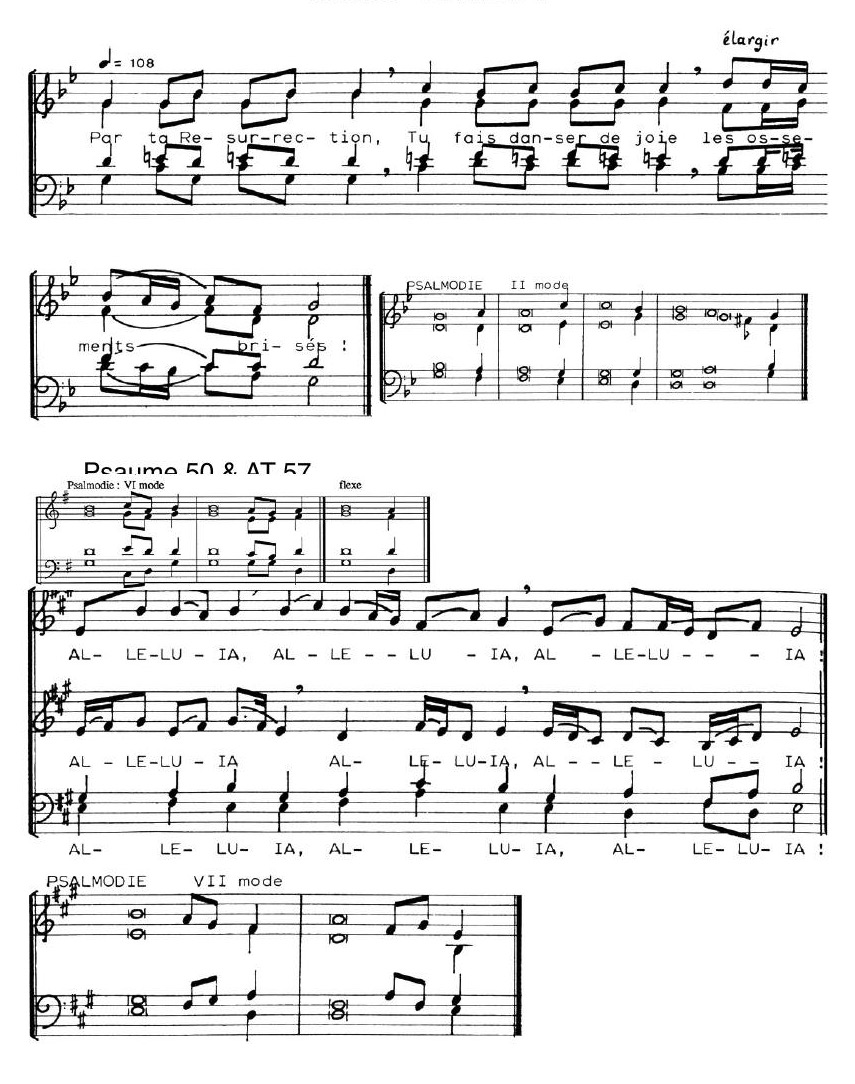 élargir
♩= 108
Par ta Re- sur-rec- tion, Tu fais dan-ser de joie les os-se-
ments bri- sés !
PSALMODIE II mode
Psaume 50 & AT 57
Psalmodie : VI mode flexe
AL- LE-LU - IA, AL - LE -- LU - IA, AL - LE-LU -- - IA !
AL - LE-LU - IA AL- LE- LU-IA, AL -- LE - LU -- IA !
AL- LE- LU- IA, AL- LE- LU- IA, AL- LE- LU- IA !
PSALMODIE VII mode